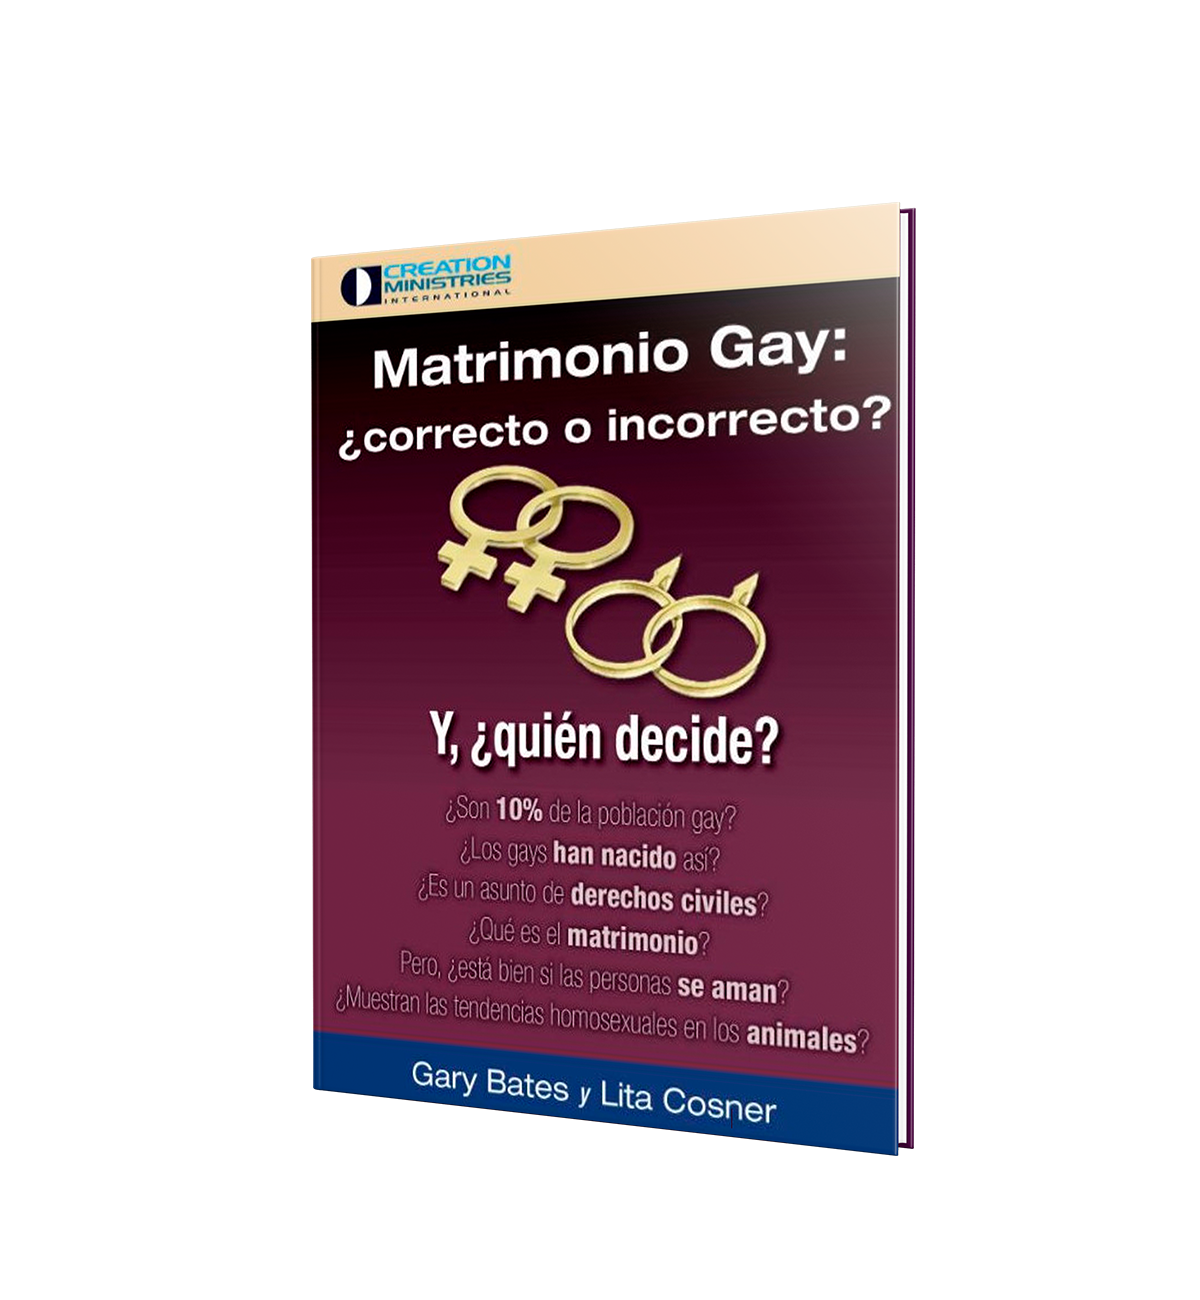 CREATION
MINISTRIES
INTERNATIONAL
Matrimonio Gay:
¿correcto o incorrecto?
Y, ¿quién decide?
¿Son 10% de la población gay?
¿Los gays han nacido así?
¿Es un asunto de derechos civiles?
¿Qué es el matrimonio?
Pero, ¿está bien si las personas se aman?
¿Muestran las tendencias homosexuales en los animales?
Gary Bates y Lita Cosner